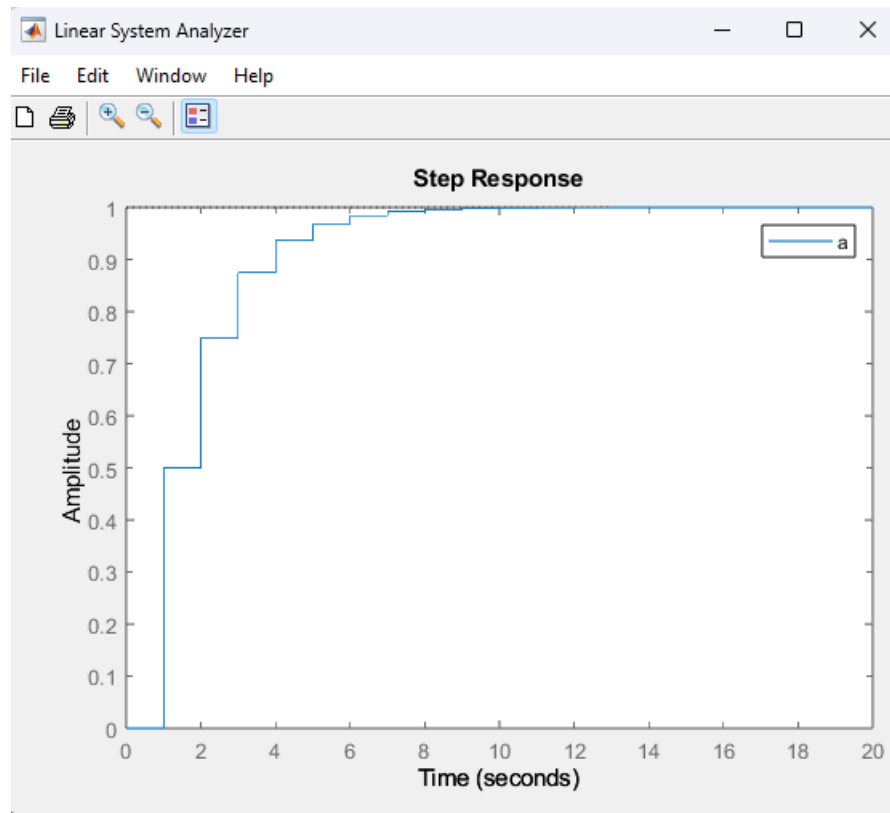 Linear System Analyzer
File Edit Window Help
Step Response
1
0.9
0.8
0.7
0.6
0.5
0.4
0.3
0.2
0.1
0
Amplitude
a
0 2 4 6 8 10 12 14 16 18 20
Time (seconds)